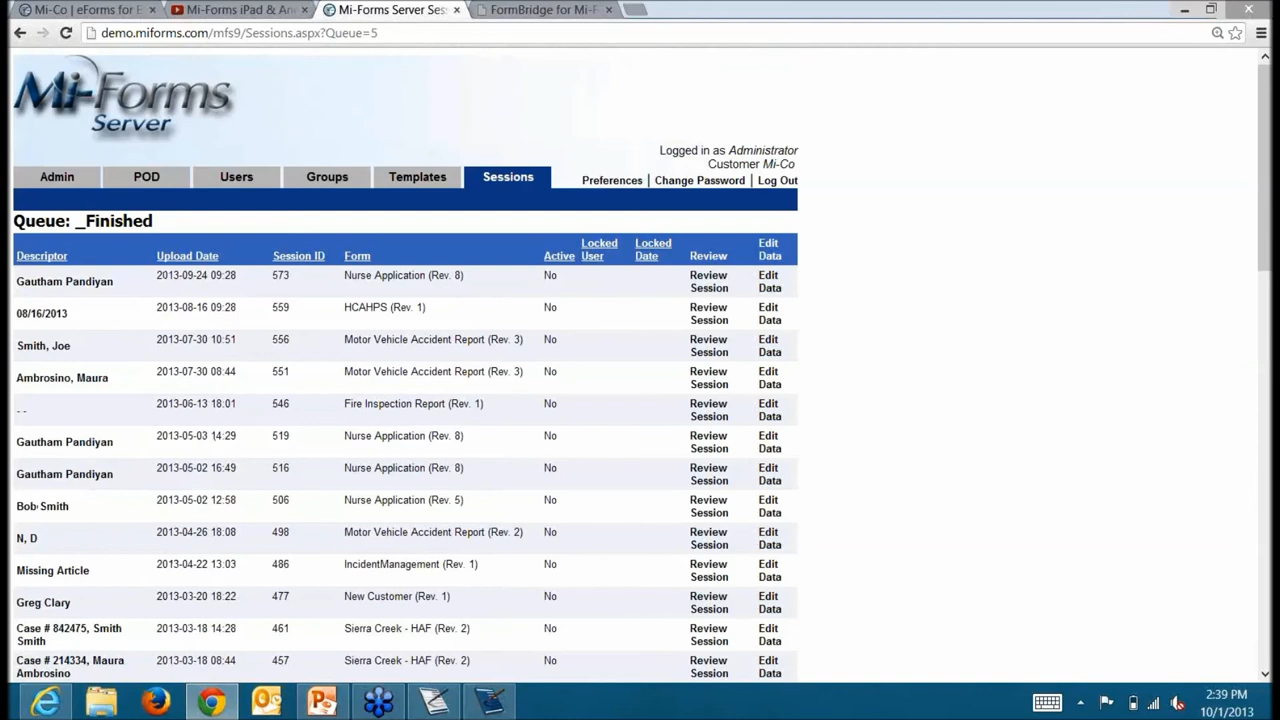 Mi-Co | eForms for E
Mi-Forms iPad & An
Mi-Forms Server Ses
FormBridge for Mi-F
demo.miforms.com/mfs9/Sessions.aspx?Queue=5
Mi-Forms
Server
Logged in as Administrator
Customer Mi-Co
Admin POD Users Groups Templates Sessions
Preferences | Change Password | Log Out
Queue: _Finished
Descriptor Upload Date Session ID Form Active Locked User Locked Date Review Edit Data
Gautham Pandiyan 2013-09-24 09:28 573 Nurse Application (Rev. 8) No Review Session Edit Data
08/16/2013 2013-08-16 09:28 559 HCAHPS (Rev. 1) No Review Session Edit Data
Smith, Joe 2013-07-30 10:51 556 Motor Vehicle Accident Report (Rev. 3) No Review Session Edit Data
Ambrosino, Maura 2013-07-30 08:44 551 Motor Vehicle Accident Report (Rev. 3) No Review Session Edit Data
- - 2013-06-13 18:01 546 Fire Inspection Report (Rev. 1) No Review Session Edit Data
Gautham Pandiyan 2013-05-03 14:29 519 Nurse Application (Rev. 8) No Review Session Edit Data
Gautham Pandiyan 2013-05-02 16:49 516 Nurse Application (Rev. 8) No Review Session Edit Data
Bob Smith 2013-05-02 12:58 506 Nurse Application (Rev. 5) No Review Session Edit Data
N, D 2013-04-26 18:08 498 Motor Vehicle Accident Report (Rev. 2) No Review Session Edit Data
Missing Article 2013-04-22 13:03 486 IncidentManagement (Rev. 1) No Review Session Edit Data
Greg Clary 2013-03-20 18:22 477 New Customer (Rev. 1) No Review Session Edit Data
Case # 842475, Smith Smith 2013-03-18 14:28 461 Sierra Creek - HAF (Rev. 2) No Review Session Edit Data
Case # 214334, Maura Ambrosino 2013-03-18 08:44 457 Sierra Creek - HAF (Rev. 2) No Review Session Edit Data
2:39 PM
10/1/2013